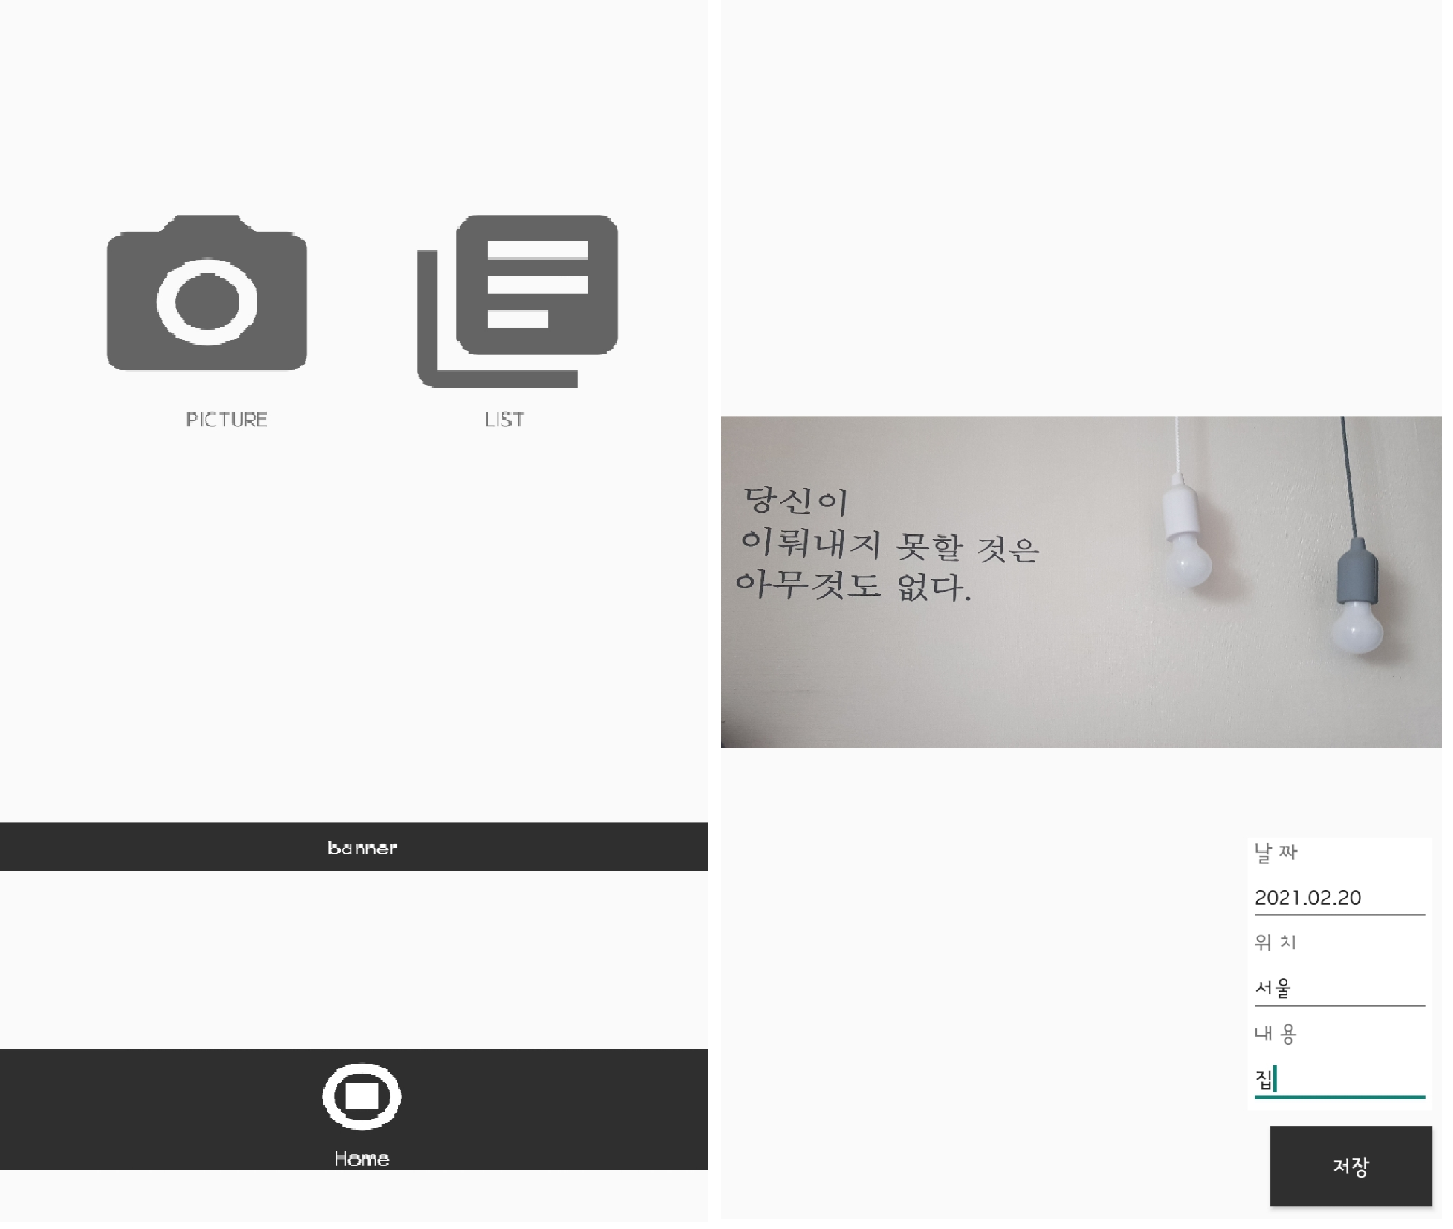 PICTURE
LIST
banner
Home
당신이
이뤄내지 못할 것은
아무것도 없다.
날짜
2021.02.20
위치
서울
내용
집
저장